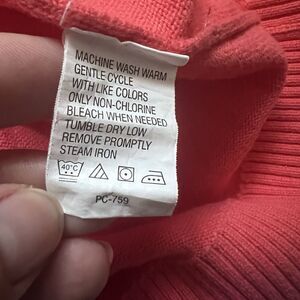 MACHINE WASH WARM
GENTLE CYCLE
WITH LIKE COLORS
ONLY NON-CHLORINE
BLEACH WHEN NEEDED
TUMBLE DRY LOW
REMOVE PROMPTLY
STEAM IRON
40°C
PC-759